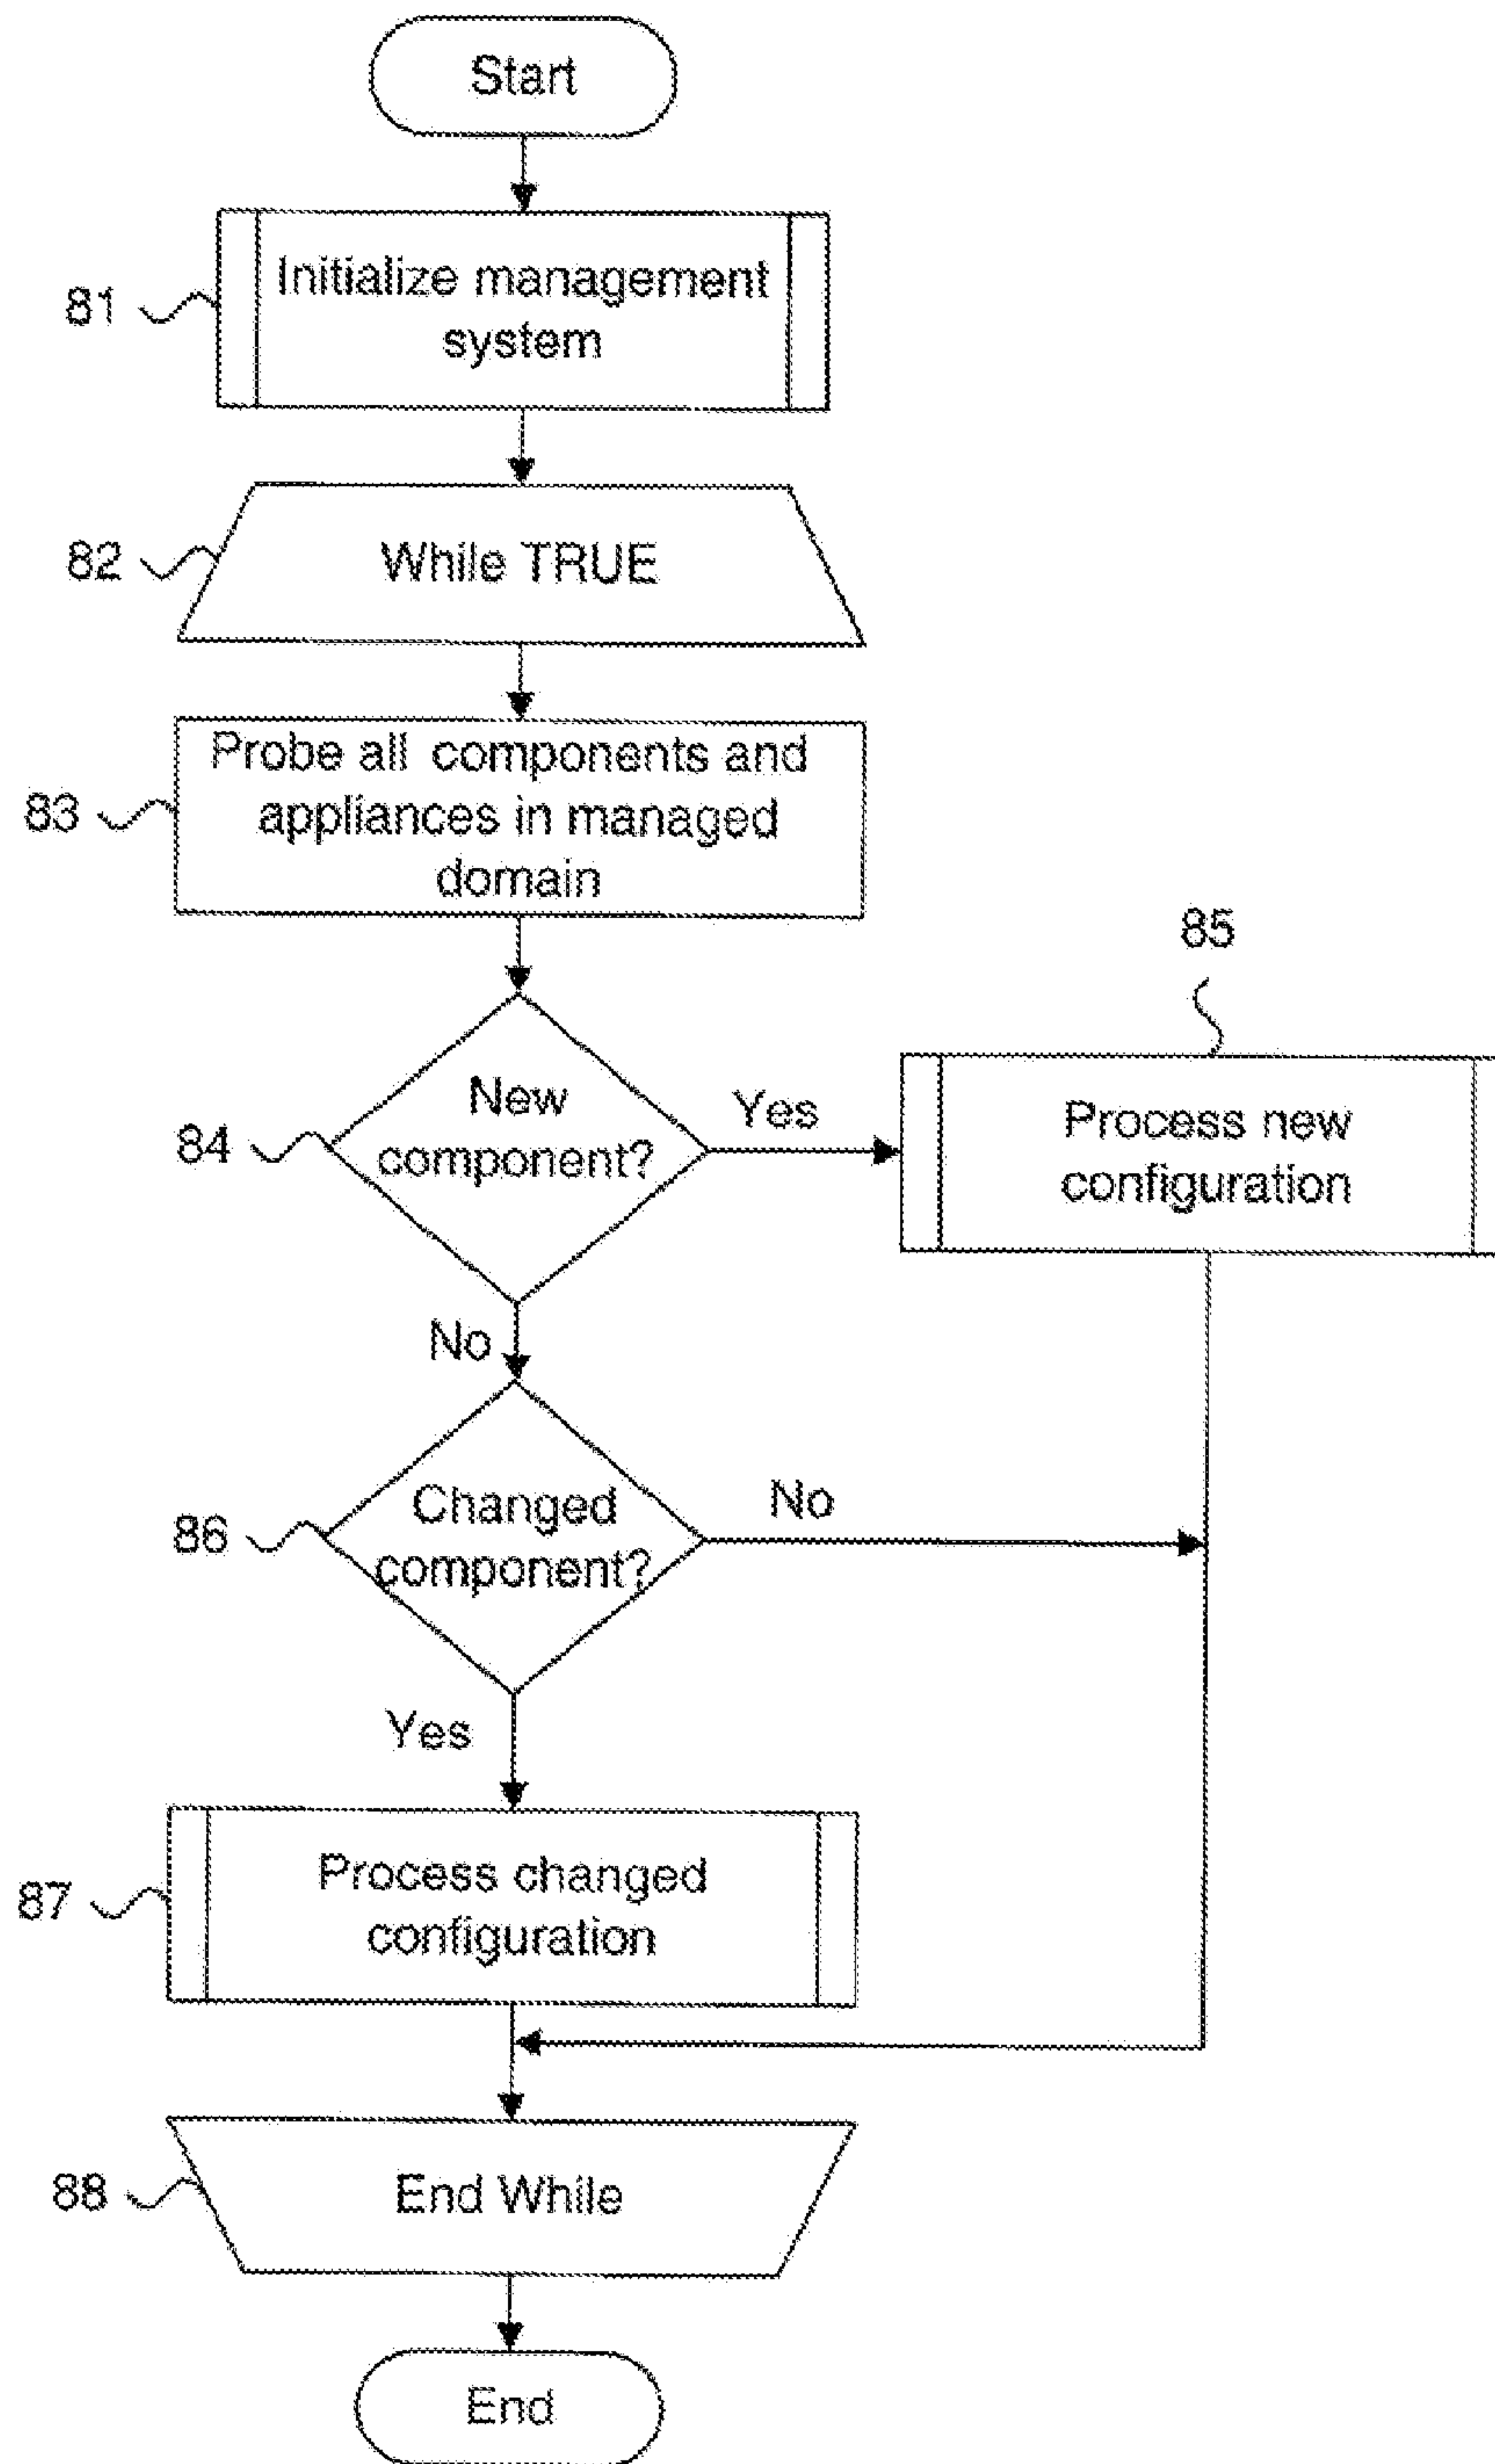 Start
81
Initialize management
system
82
While TRUE
83
Probe all components and
appliances in managed
domain
84
New
component?
Yes
85
Process new
configuration
No
86
Changed
component?
No
Yes
87
Process changed
configuration
88
End While
End